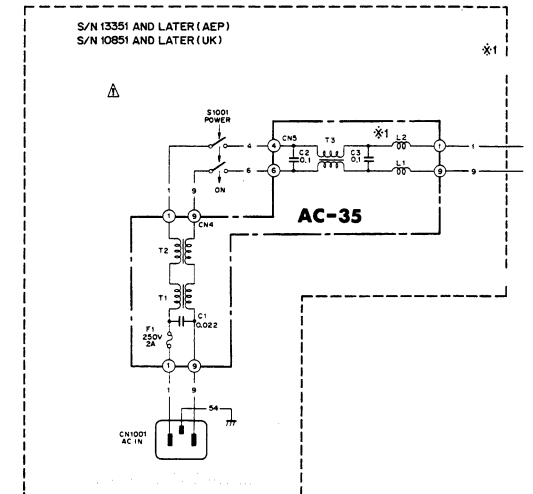 S/N 13351 AND LATER (AEP)
S/N 10851 AND LATER (UK)
※1
S1001
POWER
ON
4
6
1
9
4
6
CN5
C2
0.1
T3
※1
C3
0.1
L2
L1
1
9
1
9
AC-35
1
9
CN4
T2
T1
C1
0.022
F1
250V
2A
1
9
1
9
54
CN1001
AC IN